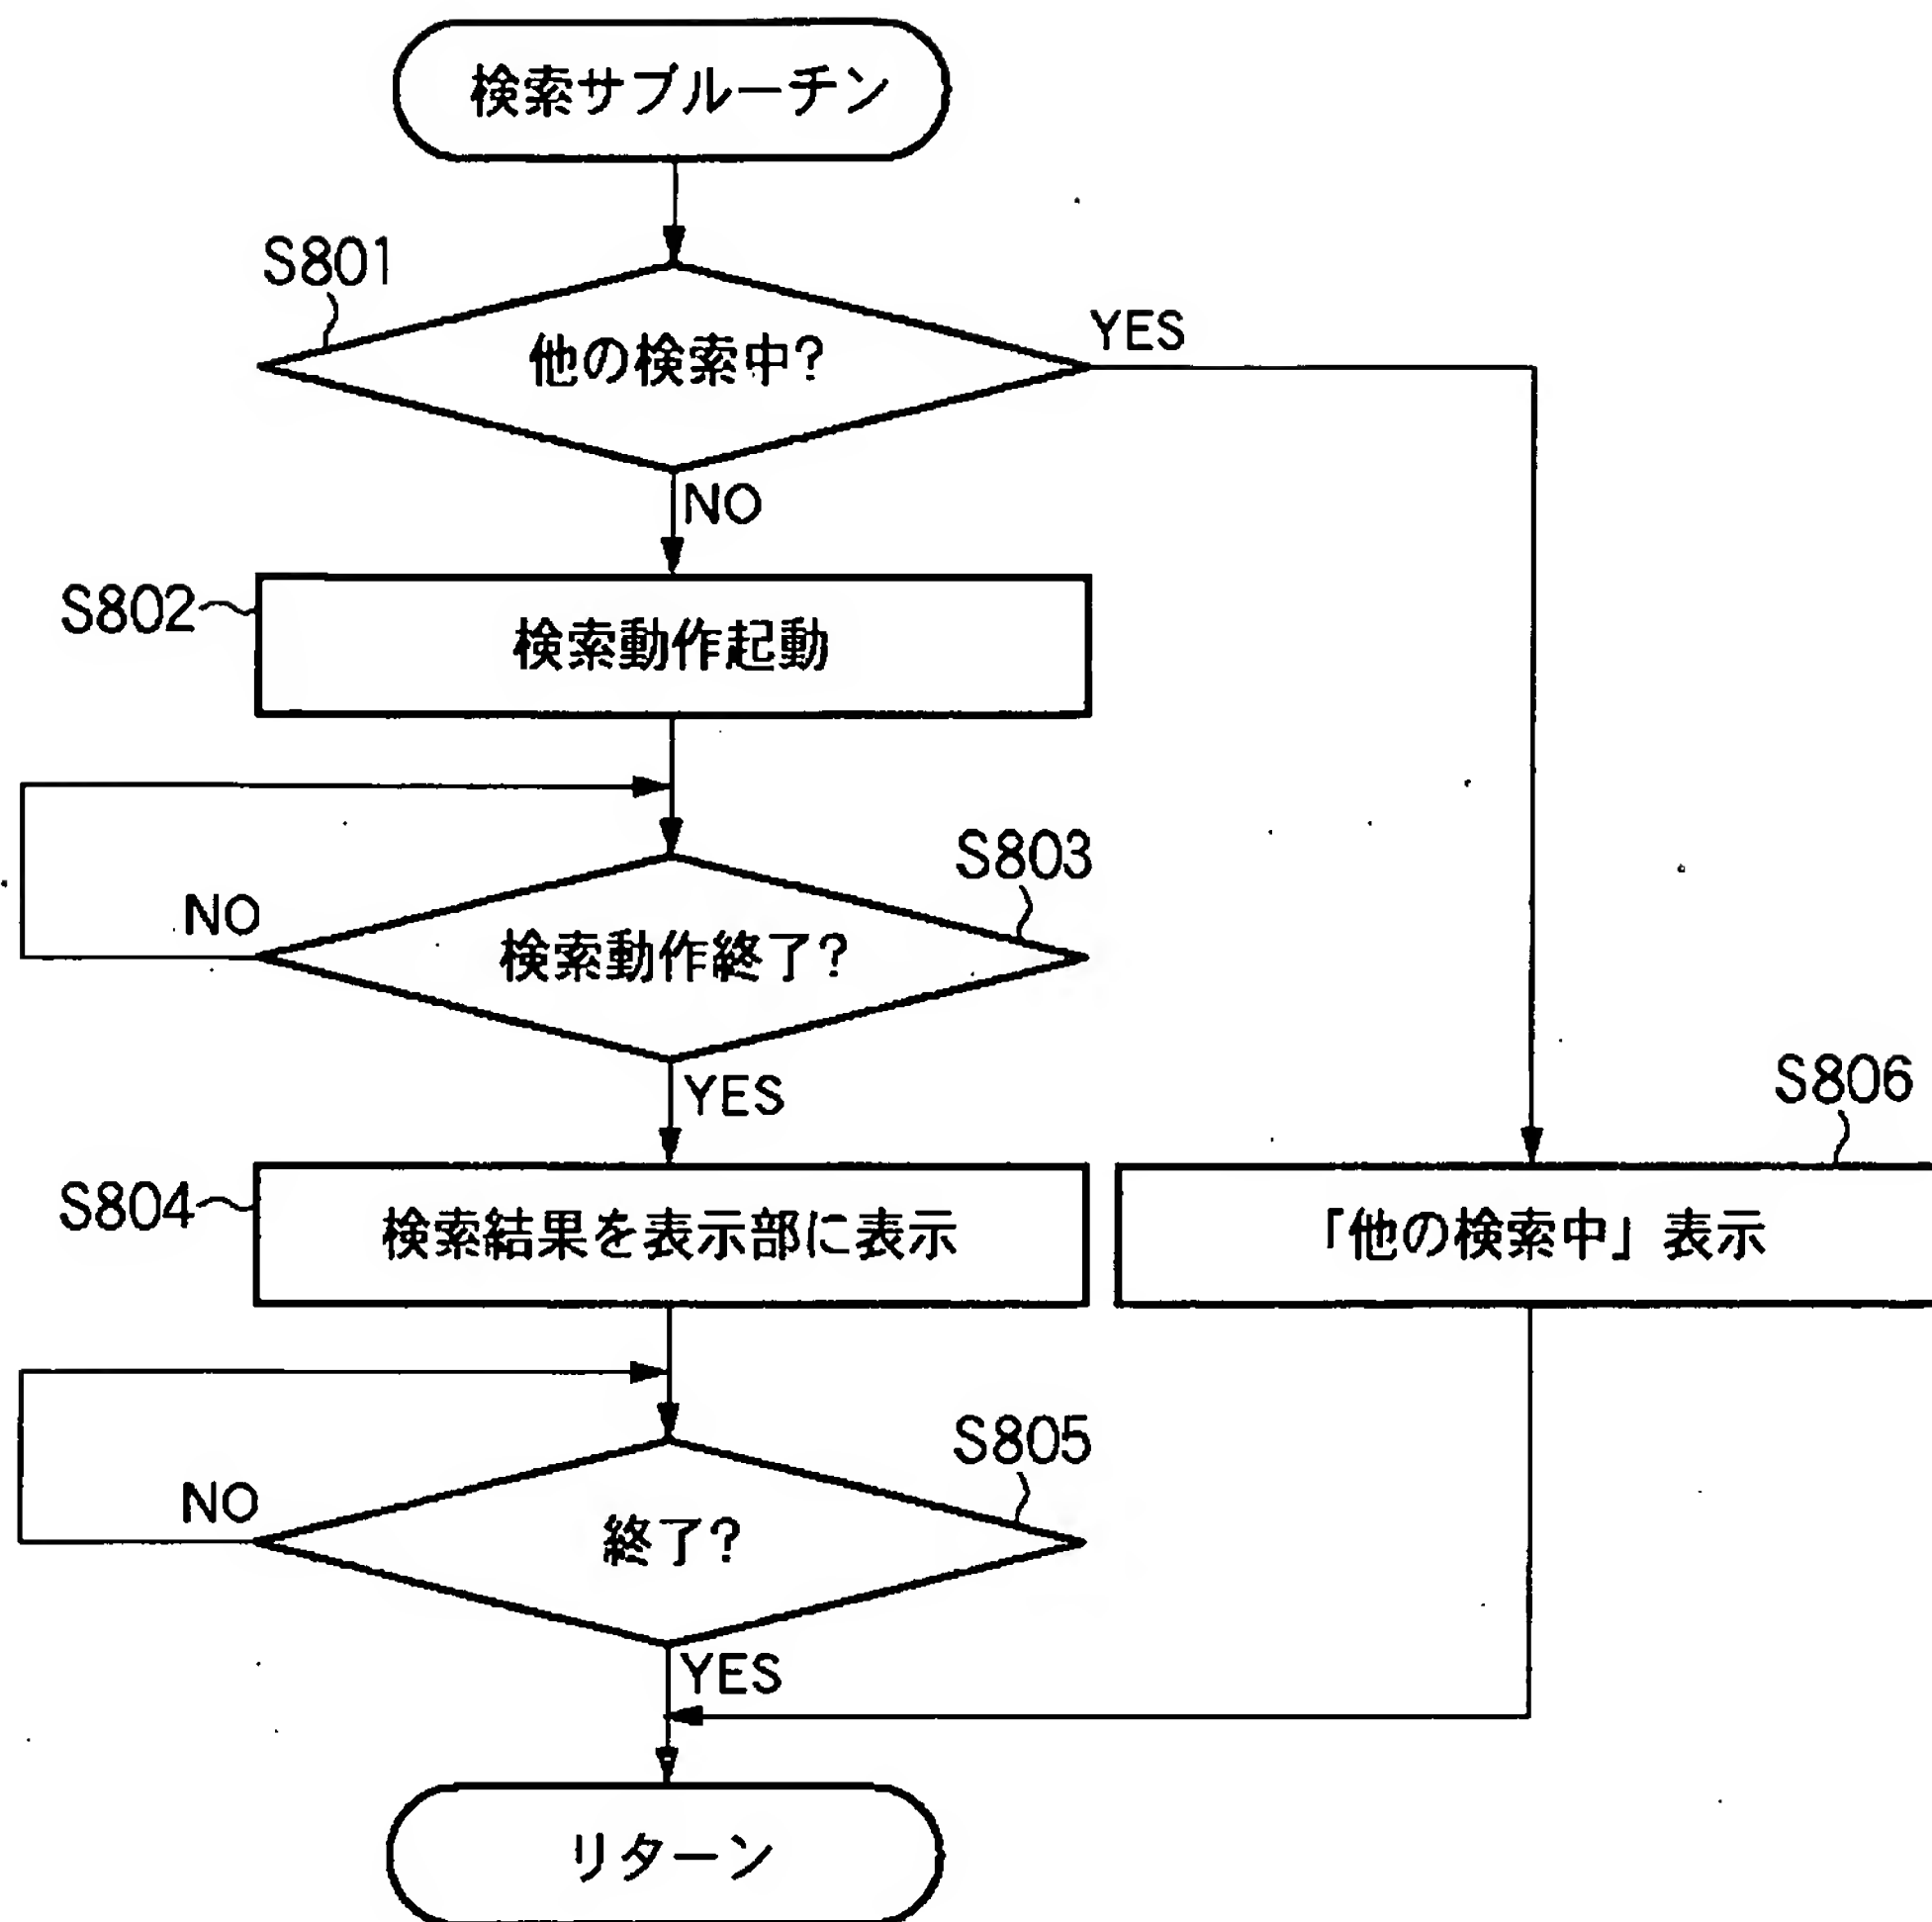 検索サブルーチン
S801
他の検索中?
YES
NO
S802
検索動作起動
S803
NO
検索動作終了?
YES
S806
S804
検索結果を表示部に表示
「他の検索中」表示
S805
NO
終了?
YES
リターン